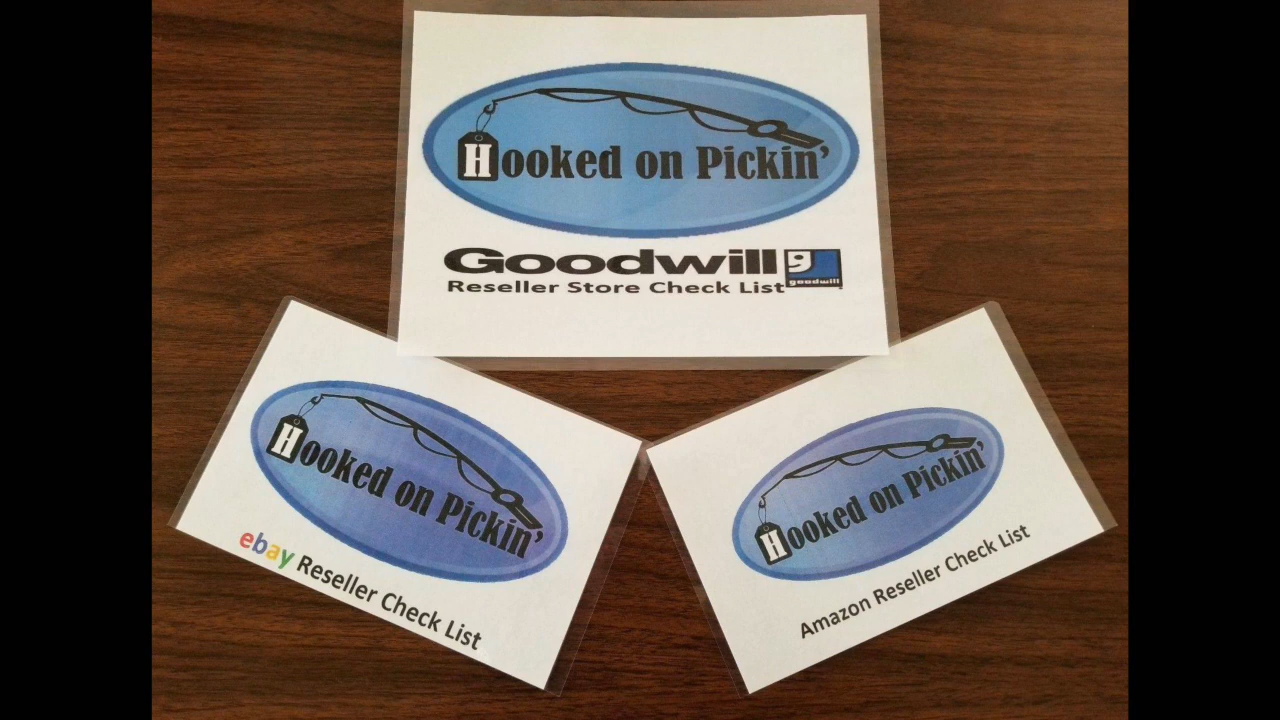 Hooked on Pickin'
Goodwill g
goodwill
Reseller Store Check List
Hooked on Pickin'
ebay Reseller Check List
Hooked on Pickin'
Amazon Reseller Check List